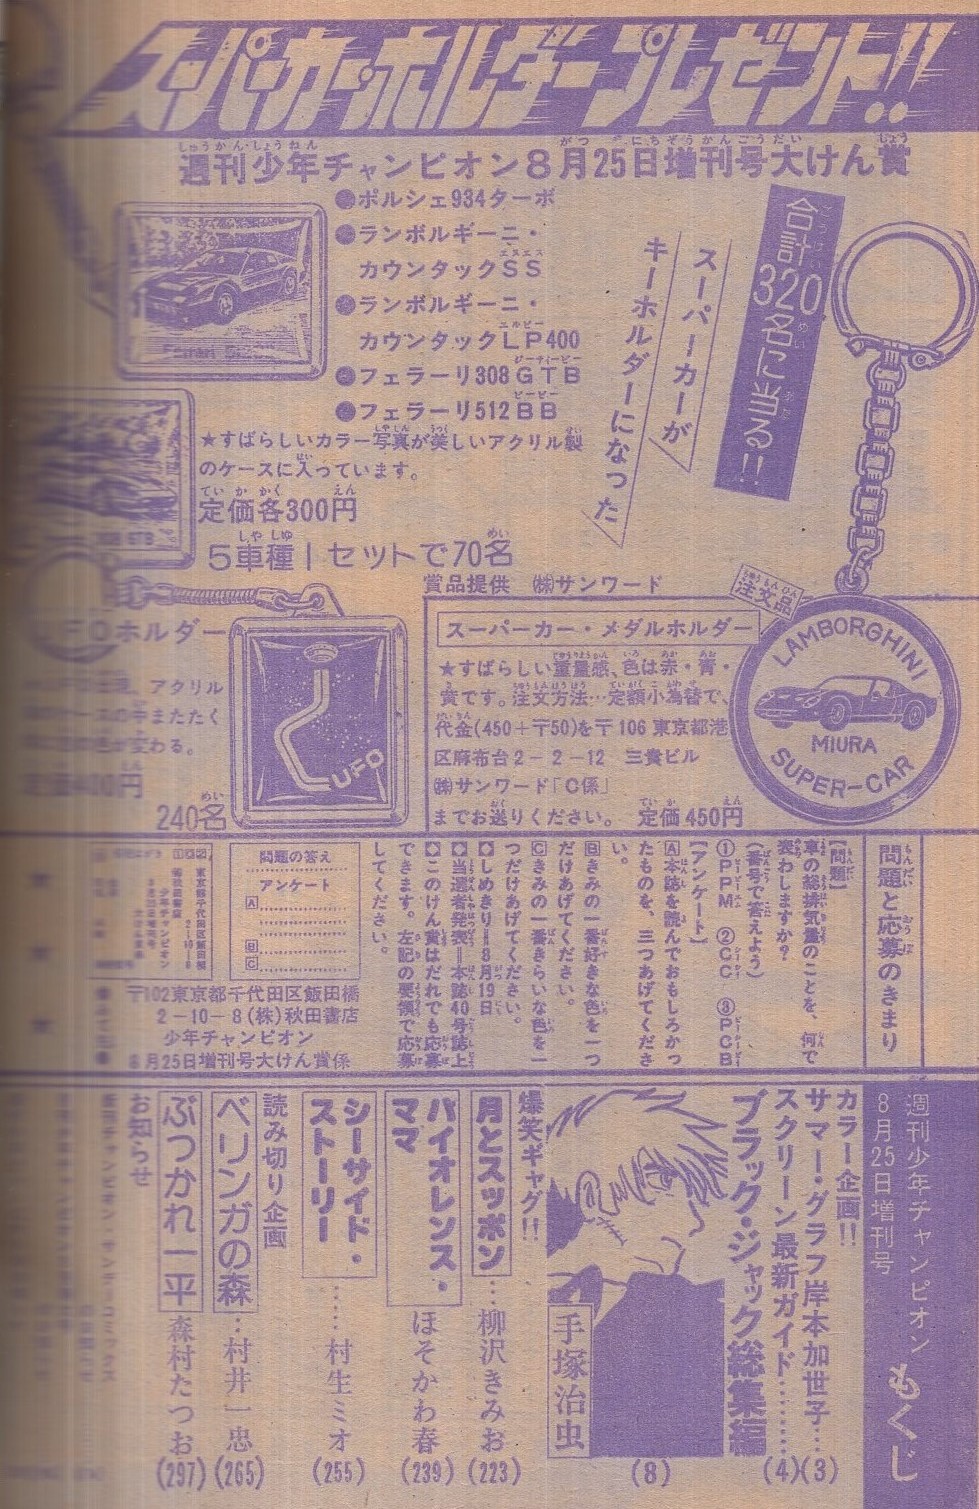 スーパーカー・ホルダープレゼント!!
週刊少年チャンピオン8月25日増刊号大けん賞
合計320名に当る!!
スーパーカーが
キーホルダーになった
●ポルシェ934ターボ
●ランボルギーニ・
カウンタックSS
●ランボルギーニ・
カウンタックLP400
●フェラーリ308GTB
●フェラーリ512BB
★すばらしいカラー写真が美しいアクリル製
のケースに入っています。
定価各300円
5車種1セットで70名
賞品提供 ㈱サンワード
注文品
LAMBORGHINI
MIURA
SUPER-CAR
スーパーカー・メダルホルダー
★すばらしい重量感、色は赤・青・
黄です。注文方法…定額小為替で、
代金(450+〒50)を〒106東京都港
区麻布台2-2-12 三貴ビル
㈱サンワード「C係」
までお送りください。 定価450円
UFOホルダー
アクリル
またたく
変わる。
定価400円
240名
UFO
問題と応募のきまり
【問題】
車の総排気量のことを、何で
表わしますか?
(番号で答えよう)
①PPM ②CC ③PCB
【アンケート】
A本誌を読んでおもしろかっ
たものを、三つあげてくださ
い。
Bきみの一番好きな色を一つ
だけあげてください。
Cきみの一番きらいな色を一
つだけあげてください。
◆しめきり=8月19日
◆当選者発表=本誌40号誌上
◆このけん賞はだれでも応募
できます。左記の要領で応募
してください。
問題の答え
アンケート
A
B
C
〒102東京都千代田区飯田橋
2-10-8(株)秋田書店
少年チャンピオン
8月25日増刊号大けん賞係
週刊少年チャンピオン
8月25日増刊号
もくじ
カラー企画!!
サマー・グラフ岸本加世子…(3)
スクリーン最新ガイド………(4)
ブラック・ジャック総集編
手塚治虫
(8)
爆笑ギャグ!!
月とスッポン…柳沢きみお(223)
バイオレンス・
ママ
ほそかわ春(239)
シーサイド・
ストーリー
……村生ミオ(255)
読み切り企画
ベリンガの森…村井一忠(265)
ぶつかれ一平 森村たつお(297)
お知らせ